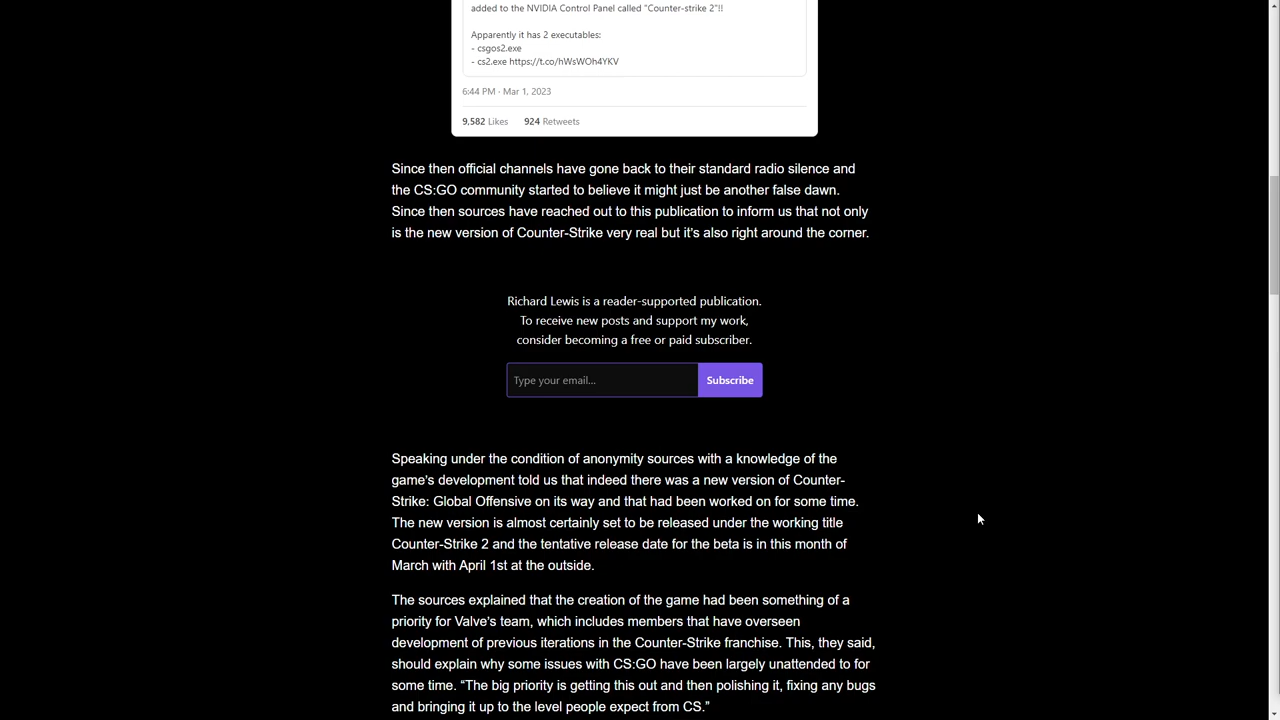 added to the NVIDIA Control Panel called "Counter-strike 2"!!
Apparently it has 2 executables:
- csgos2.exe
- cs2.exe https://t.co/hWsWOh4YKV
6:44 PM · Mar 1, 2023
9,582 Likes 924 Retweets
Since then official channels have gone back to their standard radio silence and
the CS:GO community started to believe it might just be another false dawn.
Since then sources have reached out to this publication to inform us that not only
is the new version of Counter-Strike very real but it's also right around the corner.
Richard Lewis is a reader-supported publication.
To receive new posts and support my work,
consider becoming a free or paid subscriber.
Type your email... Subscribe
Speaking under the condition of anonymity sources with a knowledge of the
game's development told us that indeed there was a new version of Counter-
Strike: Global Offensive on its way and that had been worked on for some time.
The new version is almost certainly set to be released under the working title
Counter-Strike 2 and the tentative release date for the beta is in this month of
March with April 1st at the outside.
The sources explained that the creation of the game had been something of a
priority for Valve's team, which includes members that have overseen
development of previous iterations in the Counter-Strike franchise. This, they said,
should explain why some issues with CS:GO have been largely unattended to for
some time. “The big priority is getting this out and then polishing it, fixing any bugs
and bringing it up to the level people expect from CS.”